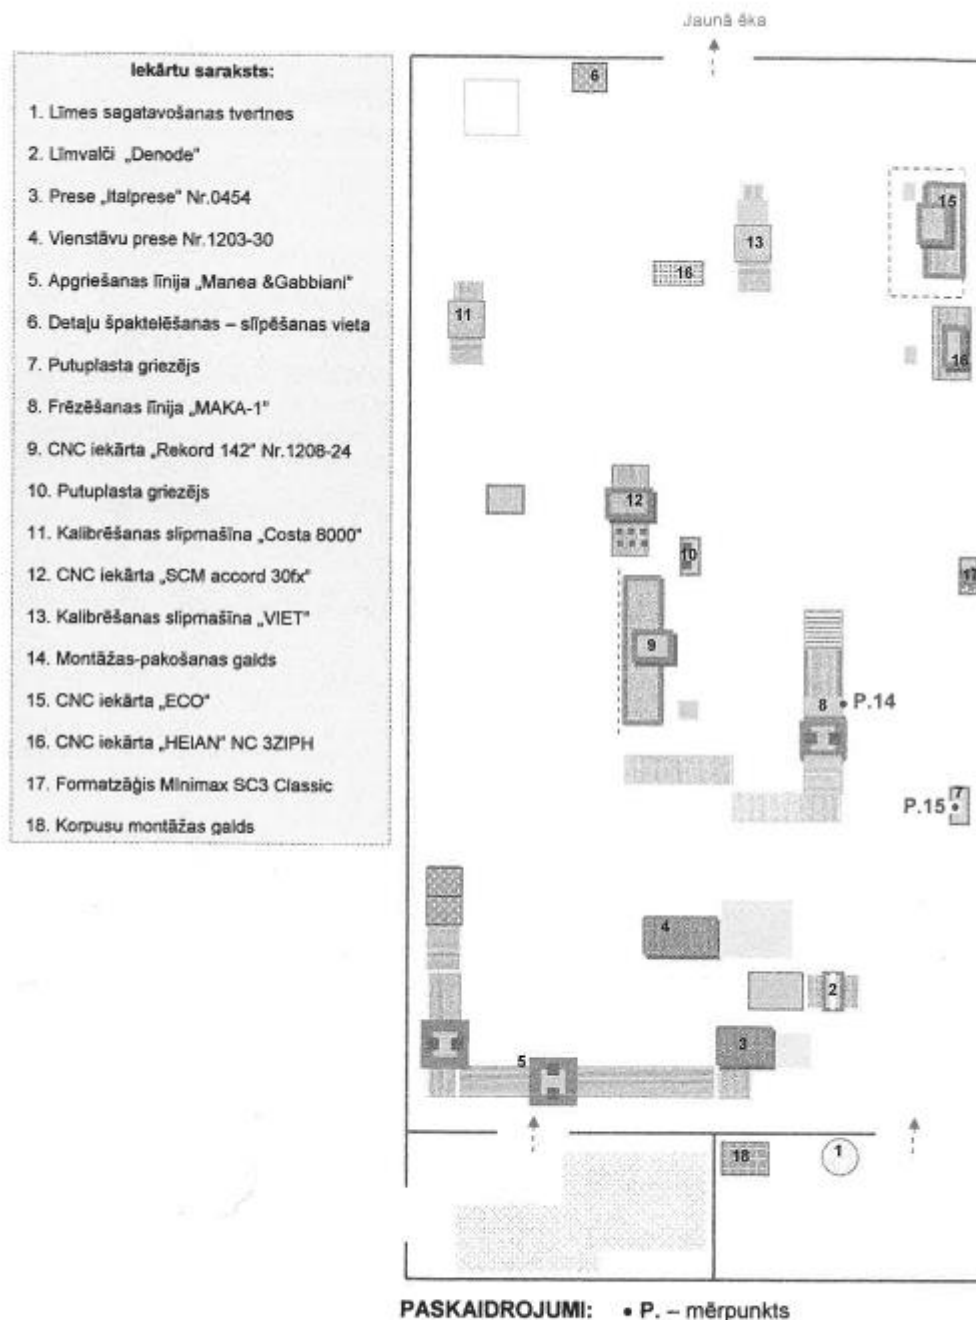 Jaunā ēka
Iekārtu saraksts:
1. Līmes sagatavošanas tvertnes
2. Līmvalči „Denode”
3. Prese „Italprese” Nr.0454
4. Vienstāvu prese Nr.1203-30
5. Apgriešanas līnija „Manea &Gabbiani”
6. Detaļu špaktelēšanas – slīpēšanas vieta
7. Putuplasta griezējs
8. Frēzēšanas līnija „MAKA-1”
9. CNC iekārta „Rekord 142” Nr.1208-24
10. Putuplasta griezējs
11. Kalibrēšanas slīpmašīna „Costa 8000”
12. CNC iekārta „SCM accord 30fx”
13. Kalibrēšanas slīpmašīna „VIET”
14. Montāžas-pakošanas galds
15. CNC iekārta „ECO”
16. CNC iekārta „HEIAN” NC 3ZIPH
17. Formatzāģis Minimax SC3 Classic
18. Korpusu montāžas galds
6
15
13
16
11
16
12
10
17
9
8
P.14
7
P.15
4
2
3
5
18
1
PASKAIDROJUMI: • P. – mērpunkts